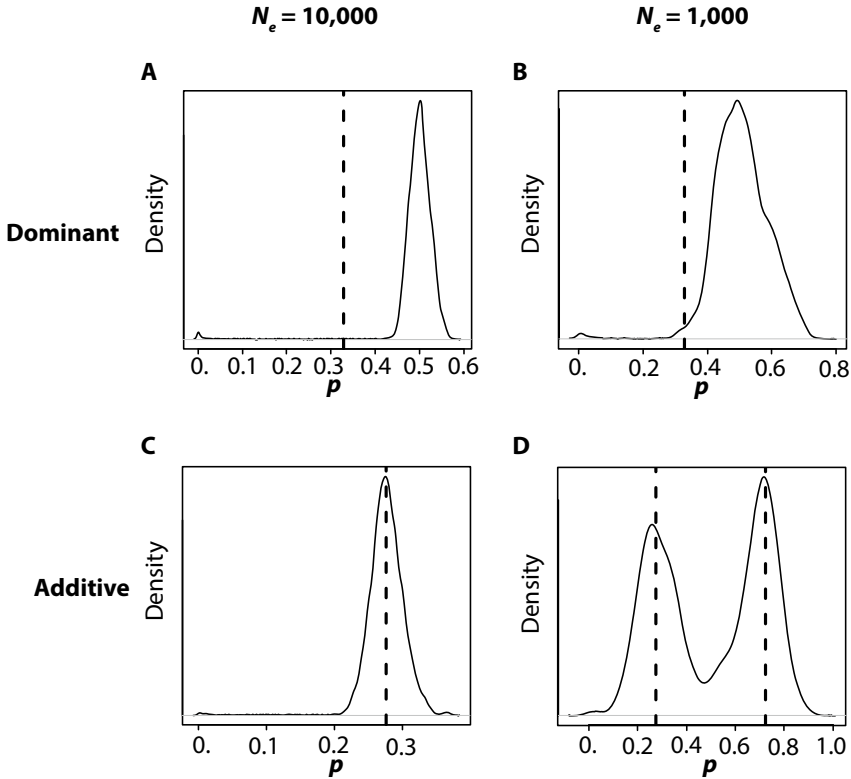 N_e = 10,000
N_e = 1,000
A
B
Dominant
Density
Density
0. 0.1 0.2 0.3 0.4 0.5 0.6
0. 0.2 0.4 0.6 0.8
p
p
C
D
Additive
Density
Density
0. 0.1 0.2 0.3
0. 0.2 0.4 0.6 0.8 1.0
p
p